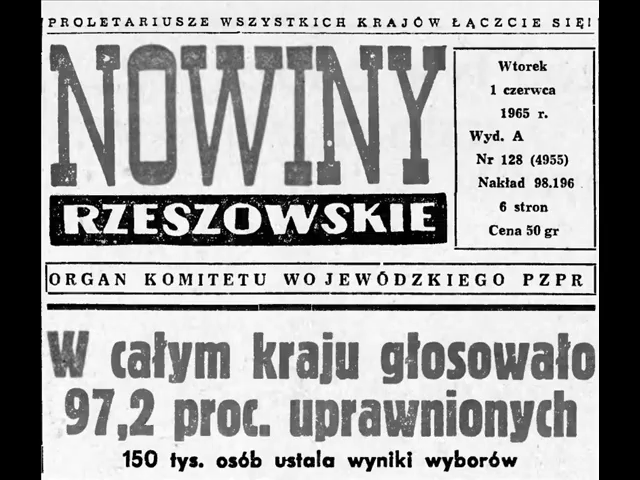 PROLETARIUSZE WSZYSTKICH KRAJÓW ŁĄCZCIE SIĘ!
NOWINY
RZESZOWSKIE
Wtorek
1 czerwca
1965 r.
Wyd. A
Nr 128 (4955)
Nakład 98.196
6 stron
Cena 50 gr
ORGAN KOMITETU WOJEWÓDZKIEGO PZPR
W całym kraju głosowało
97,2 proc. uprawnionych
150 tys. osób ustala wyniki wyborów